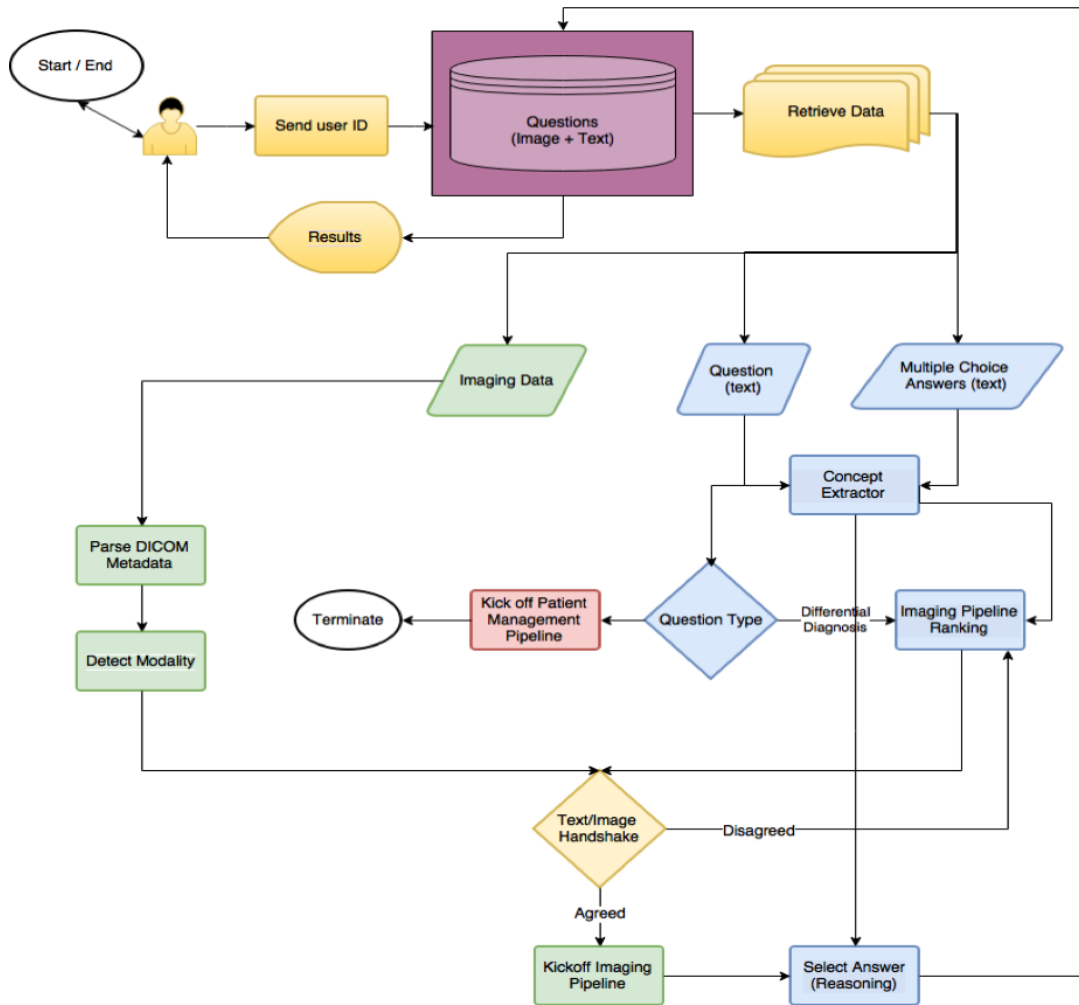 Start / End
Send user ID
Questions
(Image + Text)
Retrieve Data
Results
Imaging Data
Question
(text)
Multiple Choice
Answers (text)
Concept
Extractor
Parse DICOM
Metadata
Terminate
Kick off Patient
Management
Pipeline
Question Type
Differential
Diagnosis
Imaging Pipeline
Ranking
Detect Modality
Text/Image
Handshake
Disagreed
Agreed
Kickoff Imaging
Pipeline
Select Answer
(Reasoning)